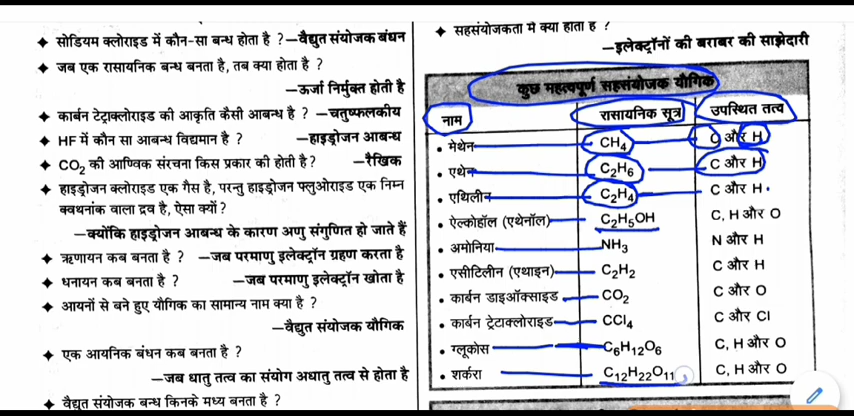 सोडियम क्लोराइड में कौन-सा बन्ध होता है ?—वैद्युत संयोजक बंधन
जब एक रासायनिक बन्ध बनता है, तब क्या होता है ?
—ऊर्जा निर्मुक्त होती है
कार्बन टेट्राक्लोराइड की आकृति कैसी आबन्ध है ? —चतुष्फलकीय
HF में कौन सा आबन्ध विद्यमान है ? —हाइड्रोजन आबन्ध
CO2 की आण्विक संरचना किस प्रकार की होती है? —रैखिक
हाइड्रोजन क्लोराइड एक गैस है, परन्तु हाइड्रोजन फ्लुओराइड एक निम्न
क्वथनांक वाला द्रव है, ऐसा क्यों ?
—क्योंकि हाइड्रोजन आबन्ध के कारण अणु संगुणित हो जाते हैं
ऋणायन कब बनता है ? —जब परमाणु इलेक्ट्रॉन ग्रहण करता है
धनायन कब बनता है ? —जब परमाणु इलेक्ट्रॉन खोता है
आयनों से बने हुए यौगिक का सामान्य नाम क्या है ?
—वैद्युत संयोजक यौगिक
एक आयनिक बंधन कब बनता है ?
—जब धातु तत्व का संयोग अधातु तत्व से होता है
वैद्युत संयोजक बन्ध किनके मध्य बनता है ?
सहसंयोजकता में क्या होता है ?
—इलेक्ट्रॉनों की बराबर की साझेदारी
कुछ महत्वपूर्ण सहसंयोजक यौगिक
नाम रासायनिक सूत्र उपस्थित तत्व
मेथेन CH4 C और H
एथेन C2H6 C और H
एथिलीन C2H4 C और H
ऐल्कोहॉल (एथेनॉल) C2H5OH C, H और O
अमोनिया NH3 N और H
एसीटिलीन (एथाइन) C2H2 C और H
कार्बन डाइऑक्साइड CO2 C और O
कार्बन ट्रेटाक्लोराइड CCl4 C और Cl
ग्लूकोस C6H12O6 C, H और O
शर्करा C12H22O11 C, H और O